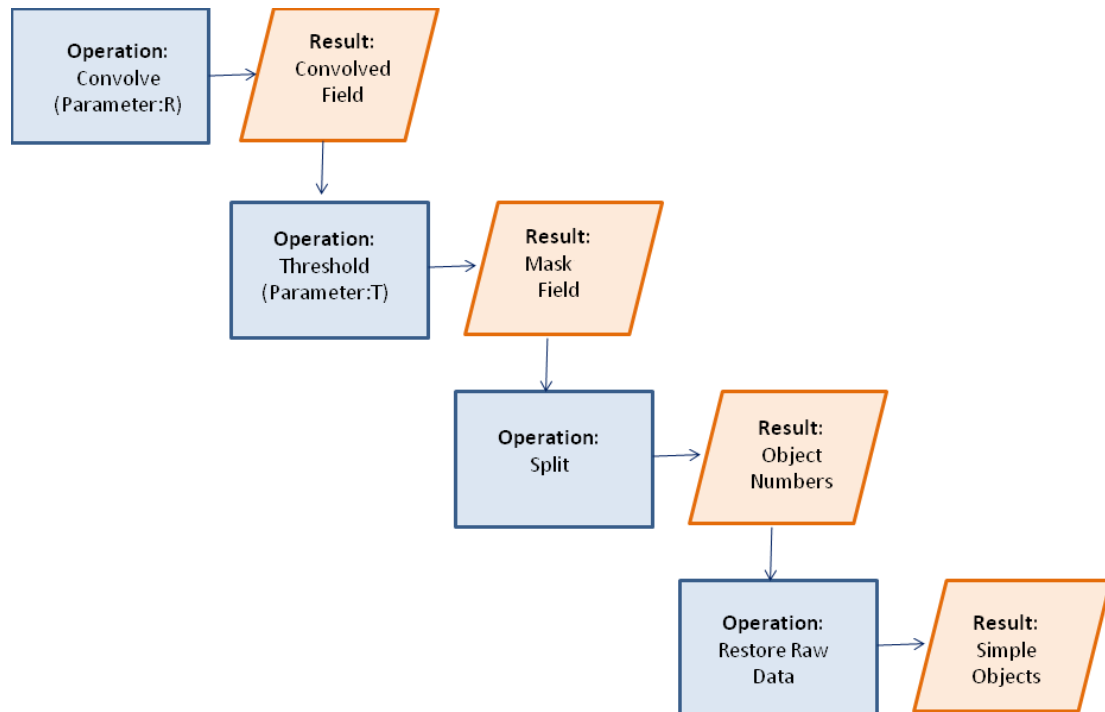 Operation:
Convolve
(Parameter:R)
Result:
Convolved
Field
Operation:
Threshold
(Parameter:T)
Result:
Mask
Field
Operation:
Split
Result:
Object
Numbers
Operation:
Restore Raw
Data
Result:
Simple
Objects